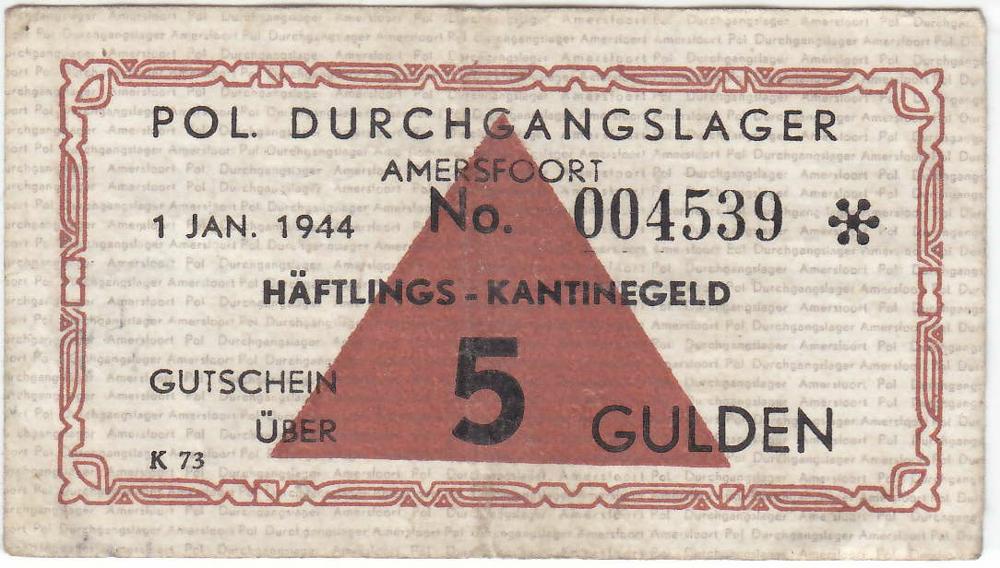 POL. DURCHGANGSLAGER
AMERSFOORT
1 JAN. 1944 No. 004539 *
HÄFTLINGS - KANTINEGELD
GUTSCHEIN
ÜBER 5 GULDEN
K 73